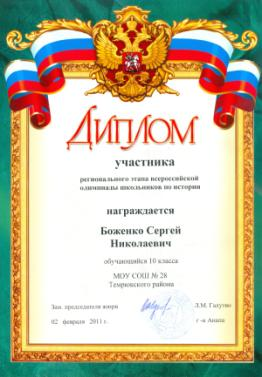 ДИПЛОМ
участника
регионального этапа всероссийской
олимпиады школьников по истории
награждается
Боженко Сергей
Николаевич
обучающийся 10 класса
МОУ СОШ № 28
Темрюкского района
Зам. председателя жюри Л.М. Галутво
02 февраля 2011 г. г-к Анапа